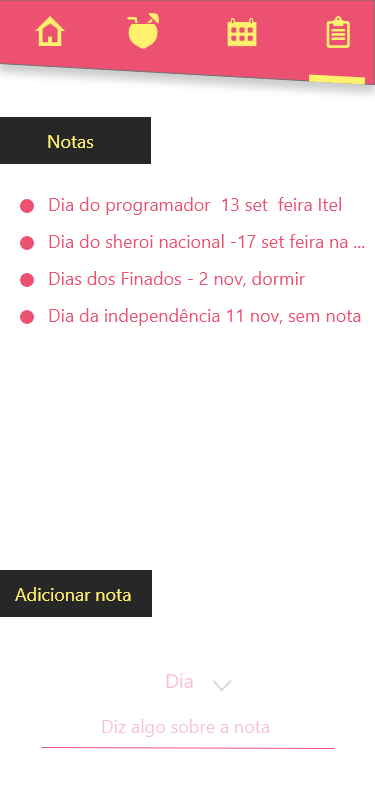 Notas
Dia do programador  13 set  feira Itel
Dia do sheroi nacional -17 set feira na ...
Dias dos Finados - 2 nov, dormir
Dia da independência 11 nov, sem nota
Adicionar nota
Dia
Diz algo sobre a nota